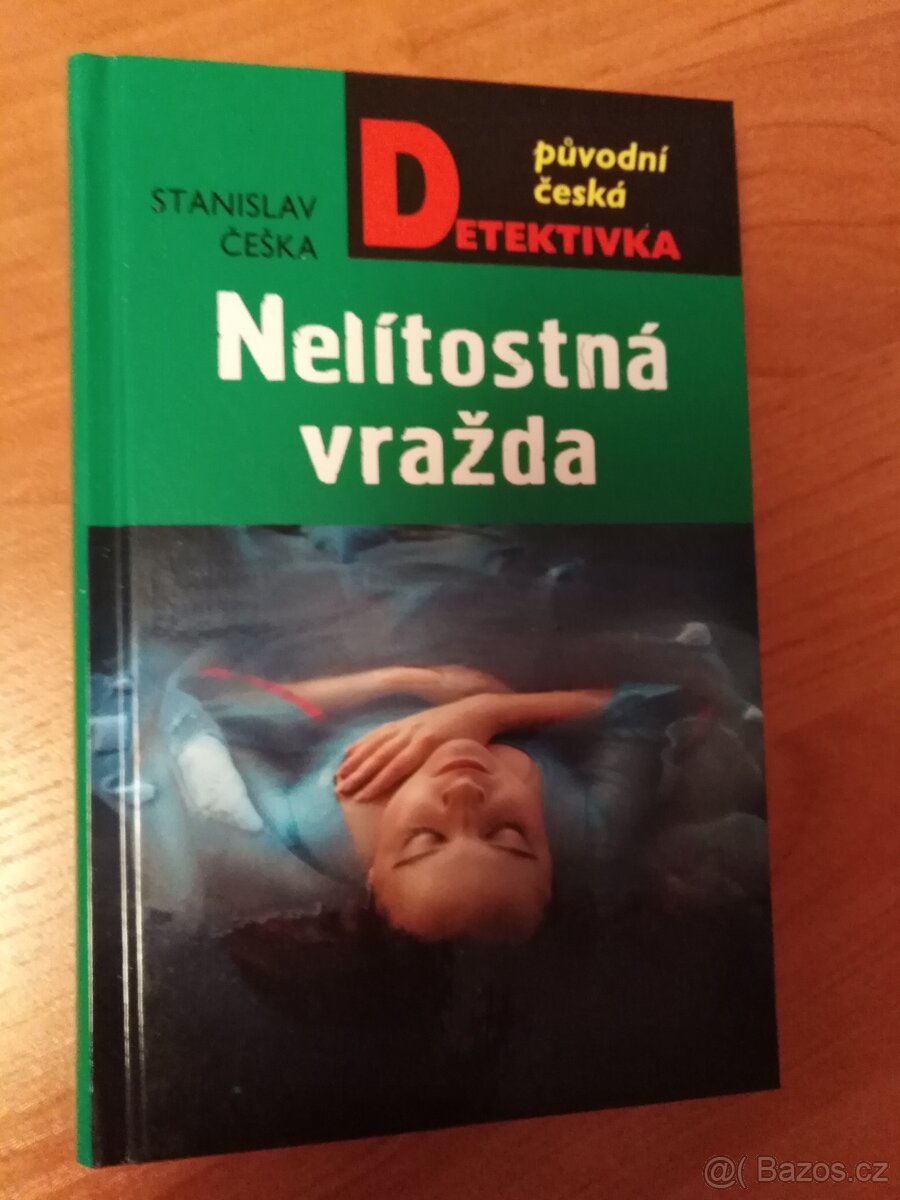 STANISLAV
ČEŠKA
původní
česká
DETEKTIVKA
Nelítostná
vražda
@( Bazos.cz